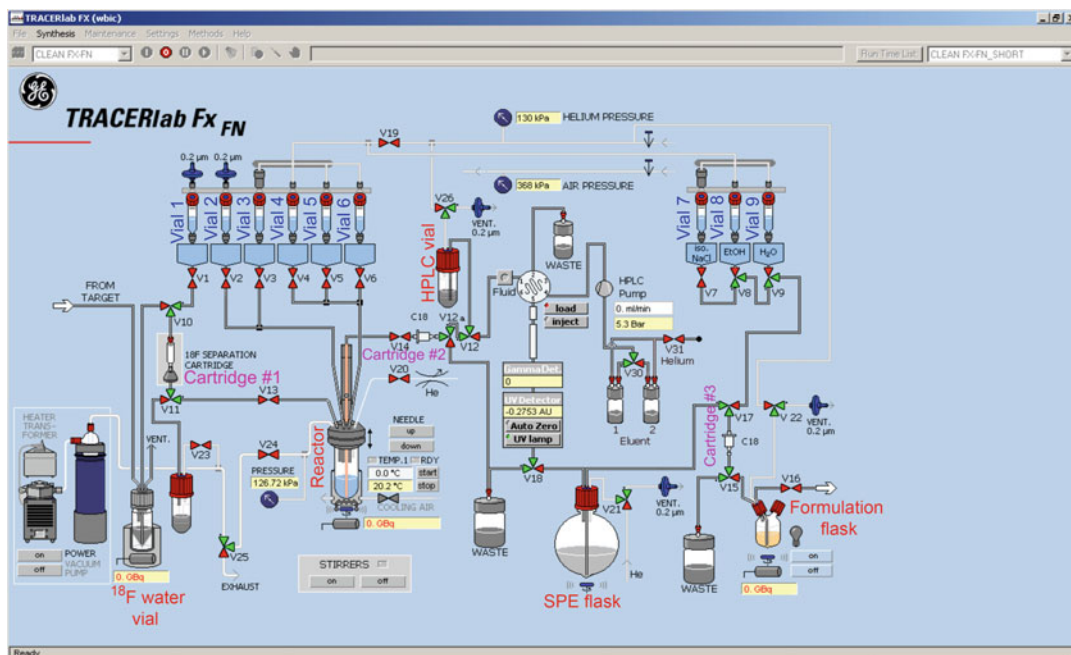 TRACERlab FX (wbic)
File Synthesis Maintenance Settings Methods Help
CLEAN FX-FN
Run Time List
CLEAN FX-FN_SHORT
GE
TRACERlab Fx FN
130 kPa HELIUM PRESSURE
V19
0.2 µm 0.2 µm
368 kPa AIR PRESSURE
Vial 1 Vial 2 Vial 3 Vial 4 Vial 5 Vial 6
V26
VENT.
0.2 µm
WASTE
Vial 7 Vial 8 Vial 9
iso. NaCl
EtOH
H₂O
V1 V2 V3 V4 V5 V6
HPLC vial
Fluid
HPLC Pump
0. ml/min
5.3 Bar
V7 V8 V9
FROM TARGET
V10
load
inject
C18
V12 a
V12
V14
Cartridge #2
V31
Helium
V30
18F SEPARATION CARTRIDGE
Cartridge #1
V20
He
GammaDet.
0
UV Detector
-0.2753 AU
Auto Zero
UV lamp
1 2
Eluent
V11
V13
V17
V 22
VENT.
0.2 µm
Cartridge #3
C18
HEATER TRANS-FORMER
VENT.
V23
V24
PRESSURE
126.72 kPa
Reactor
NEEDLE
up
down
TEMP.1 RDY
0.0 °C start
20.2 °C stop
COOLING AIR
0. GBq
V18
V15
V16
Formulation flask
V21
VENT.
0.2 µm
He
POWER
VACUUM PUMP
on
off
0. GBq
¹⁸F water vial
V25
EXHAUST
STIRRERS
on off
WASTE
SPE flask
WASTE
on
off
0. GBq
Ready